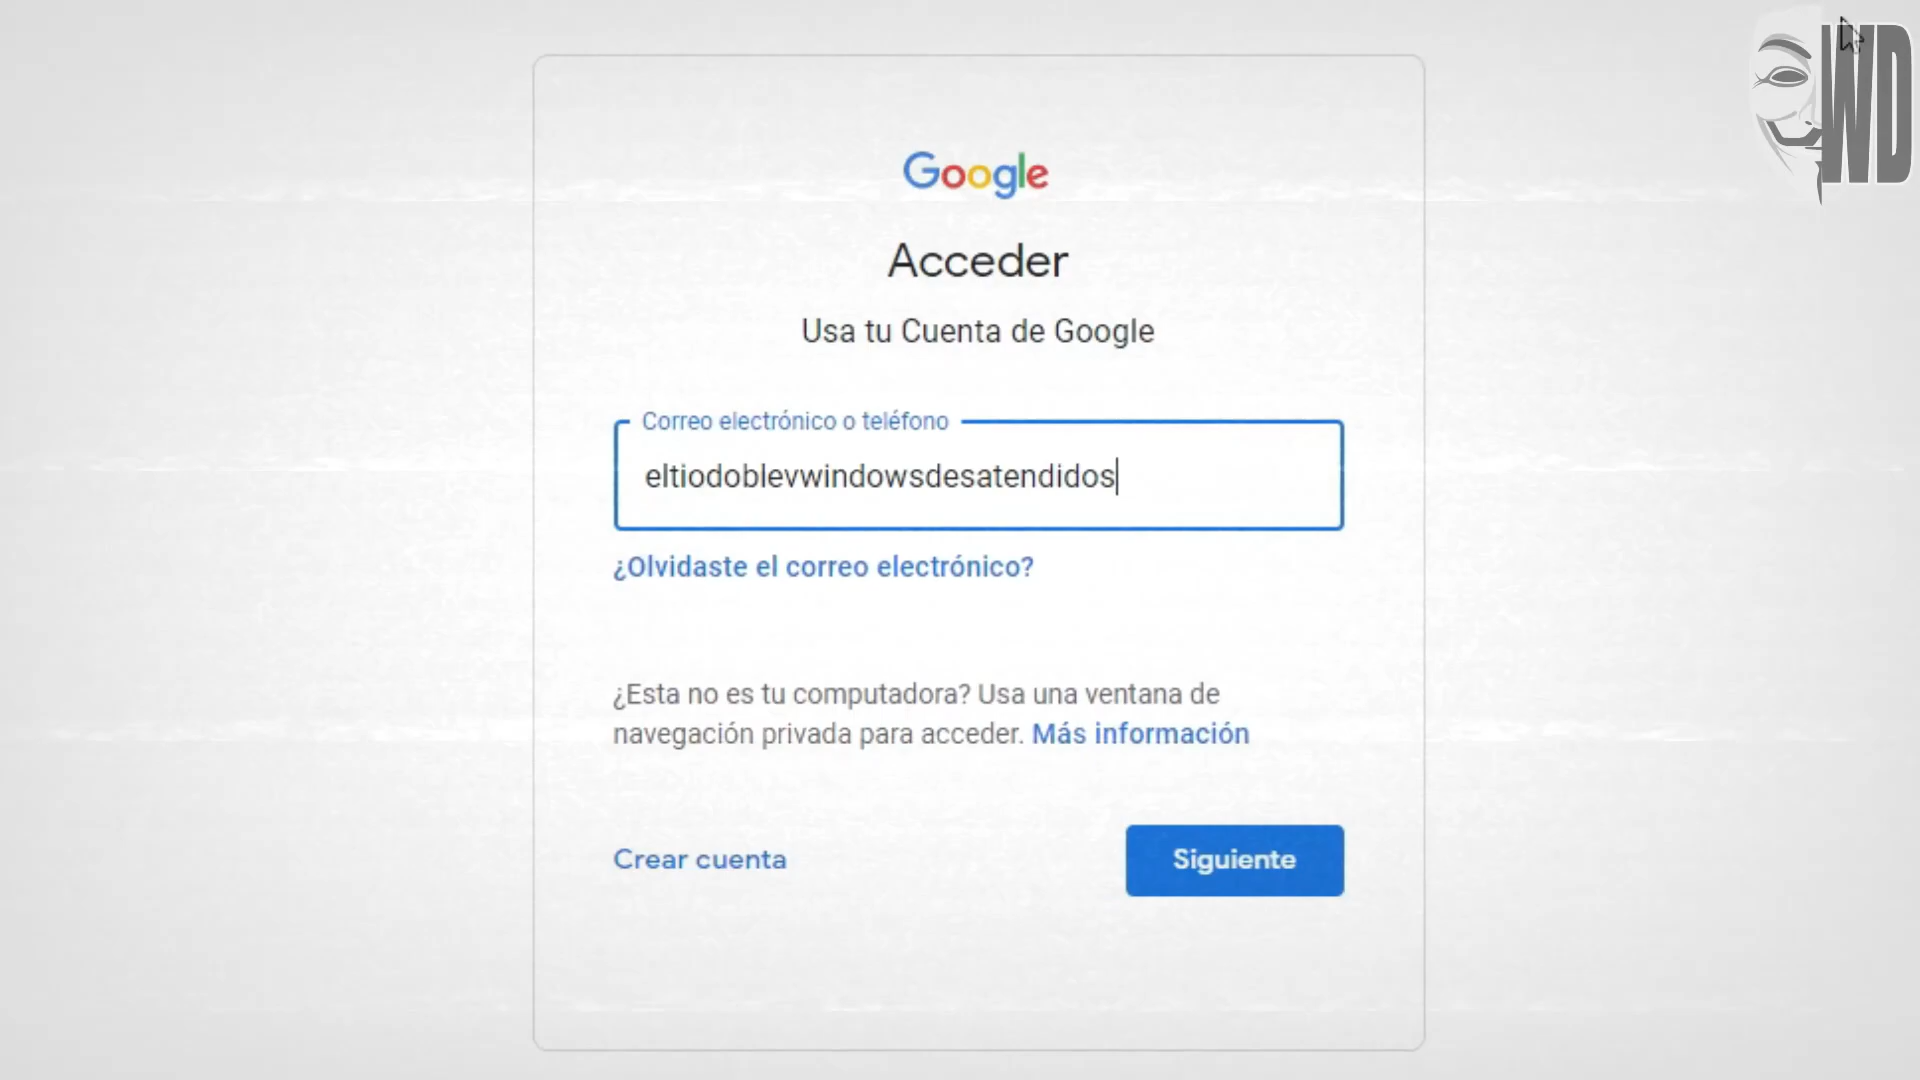 WD
Google
Acceder
Usa tu Cuenta de Google
Correo electrónico o teléfono
eltiodoblevwindowsdesatendidos
¿Olvidaste el correo electrónico?
¿Esta no es tu computadora? Usa una ventana de
navegación privada para acceder. Más información
Crear cuenta
Siguiente